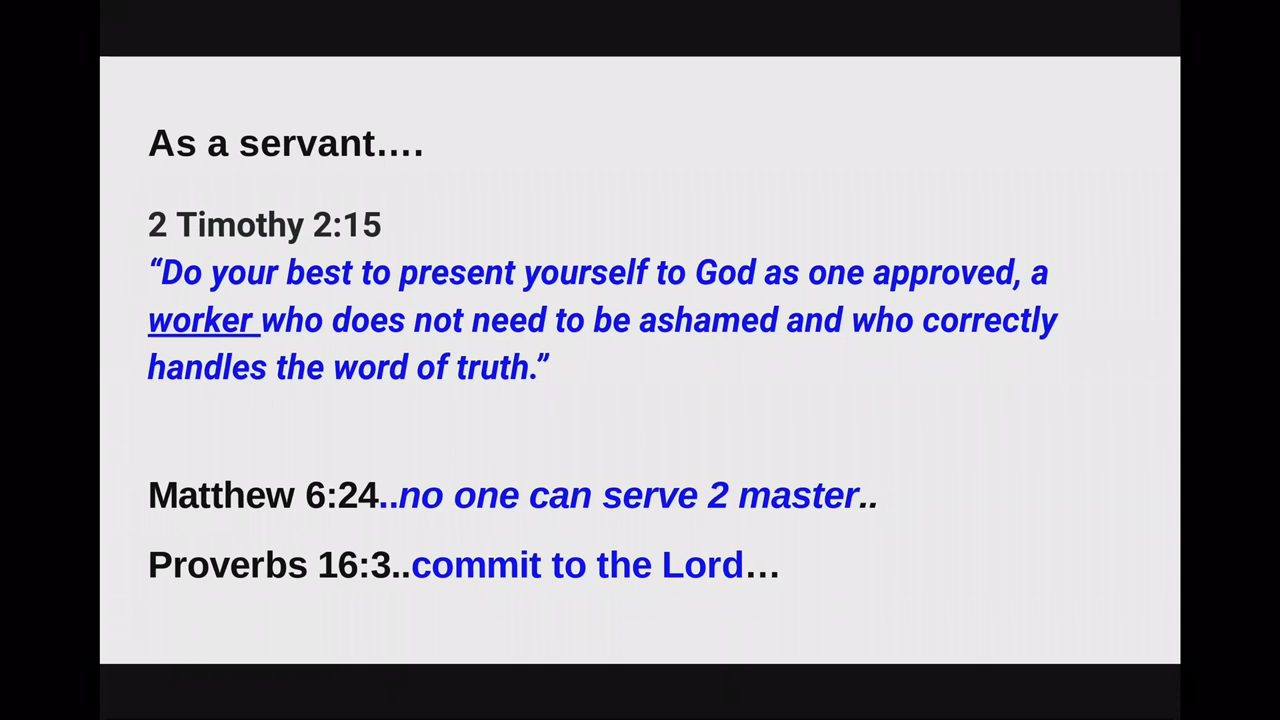 As a servant….
2 Timothy 2:15
“Do your best to present yourself to God as one approved, a
worker who does not need to be ashamed and who correctly
handles the word of truth.”
Matthew 6:24..no one can serve 2 master..
Proverbs 16:3..commit to the Lord…